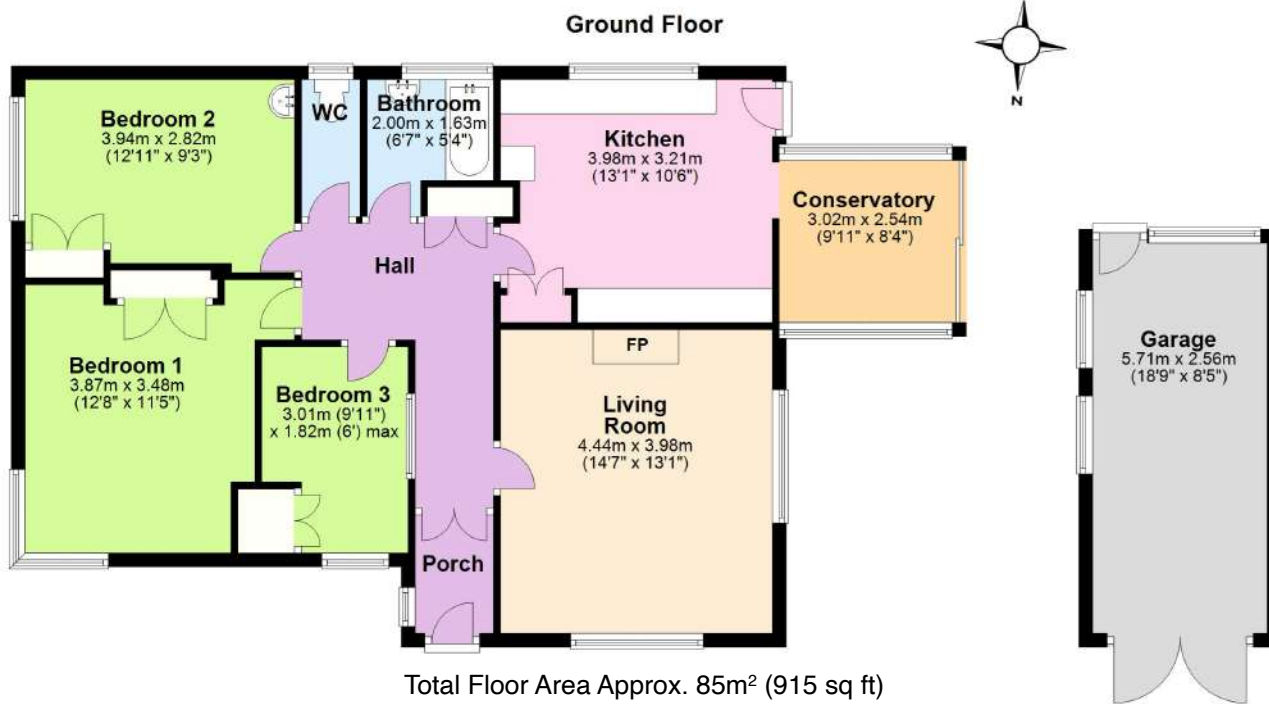 Ground Floor
N
Bedroom 2
3.94m x 2.82m
(12'11" x 9'3")
WC
Bathroom
2.00m x 1.63m
(6'7" x 5'4")
Kitchen
3.98m x 3.21m
(13'1" x 10'6")
Conservatory
3.02m x 2.54m
(9'11" x 8'4")
Hall
Bedroom 1
3.87m x 3.48m
(12'8" x 11'5")
Bedroom 3
3.01m (9'11")
x 1.82m (6') max
FP
Living
Room
4.44m x 3.98m
(14'7" x 13'1")
Garage
5.71m x 2.56m
(18'9" x 8'5")
Porch
Total Floor Area Approx. 85m² (915 sq ft)